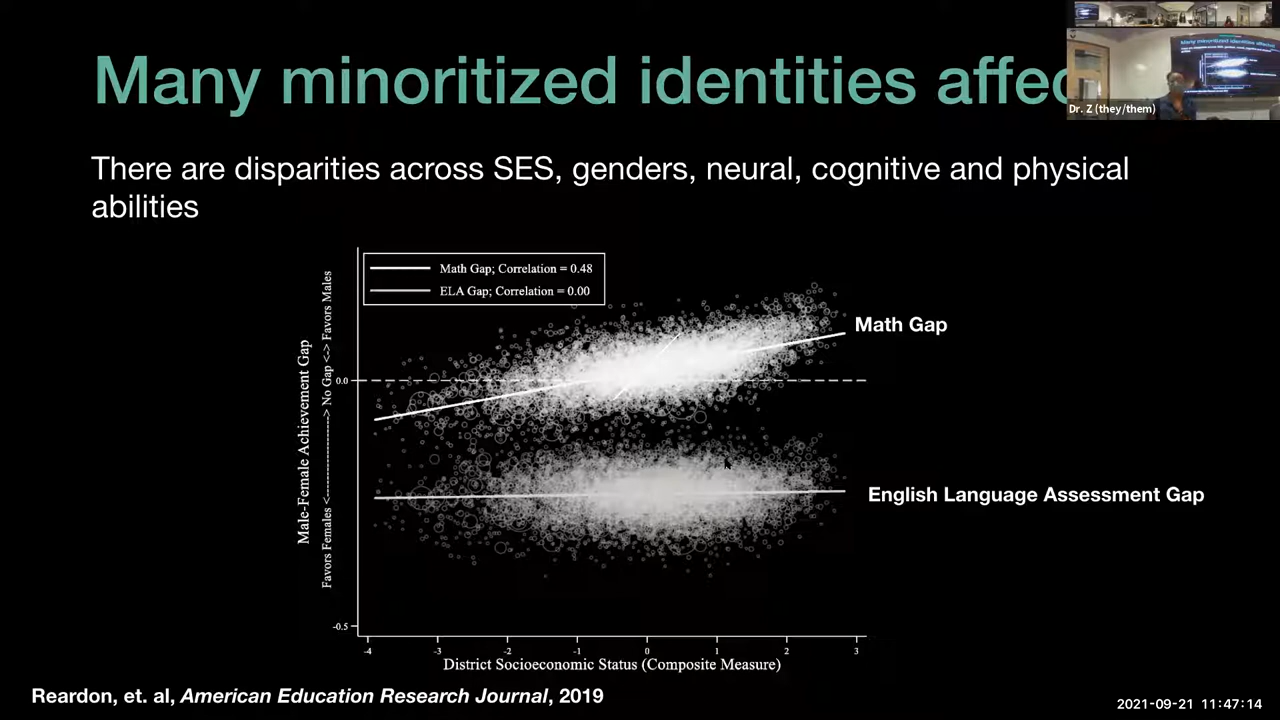 Many minoritized identities affec
Dr. Z (they/them)
There are disparities across SES, genders, neural, cognitive and physical
abilities
Math Gap; Correlation = 0.48
ELA Gap; Correlation = 0.00
Male-Female Achievement Gap
Favors Females <--------------> No Gap <-> Favors Males
0.0
-0.5
Math Gap
English Language Assessment Gap
-4 -3 -2 -1 0 1 2 3
District Socioeconomic Status (Composite Measure)
Reardon, et. al, American Education Research Journal, 2019
2021-09-21 11:47:14